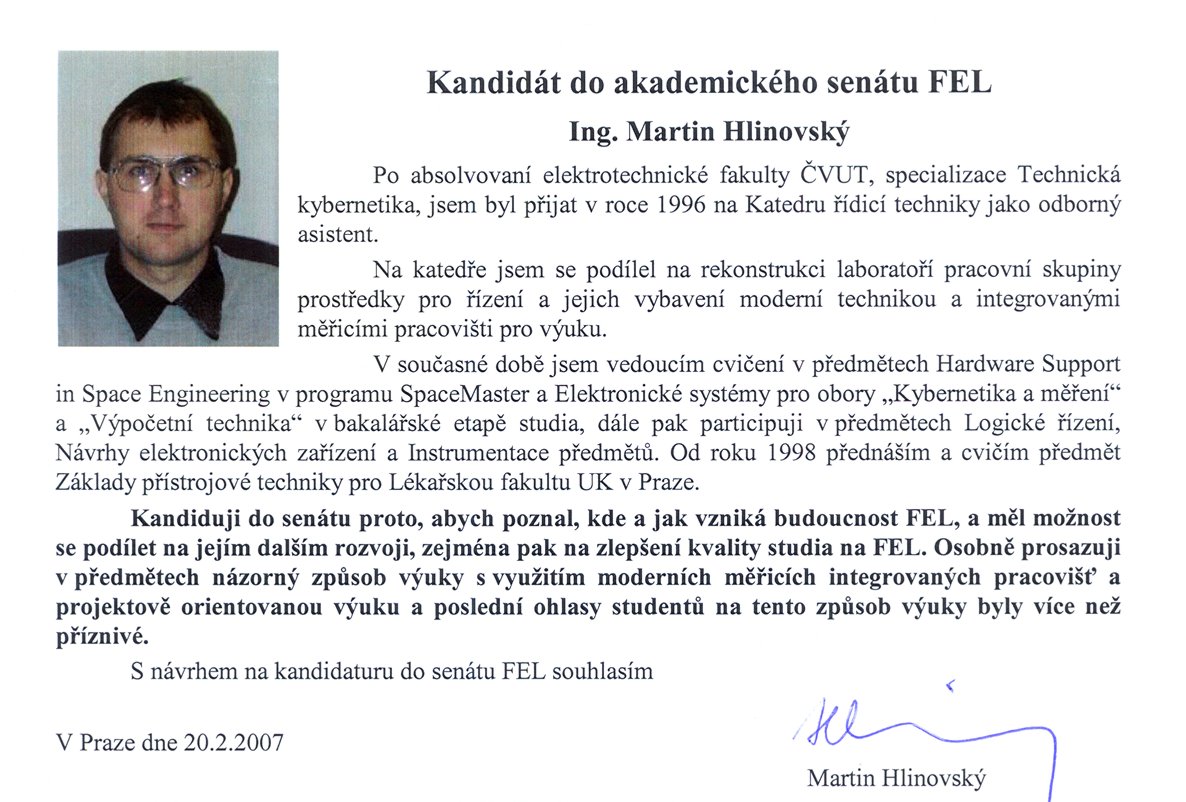 Kandidát do akademického senátu FEL
Ing. Martin Hlinovský
Po absolvovaní elektrotechnické fakulty ČVUT, specializace Technická
kybernetika, jsem byl přijat v roce 1996 na Katedru řídicí techniky jako odborný
asistent.
Na katedře jsem se podílel na rekonstrukci laboratoří pracovní skupiny
prostředky pro řízení a jejich vybavení moderní technikou a integrovanými
měřicími pracovišti pro výuku.
V současné době jsem vedoucím cvičení v předmětech Hardware Support
in Space Engineering v programu SpaceMaster a Elektronické systémy pro obory „Kybernetika a měření“
a „Výpočetní technika“ v bakalářské etapě studia, dále pak participuji v předmětech Logické řízení,
Návrhy elektronických zařízení a Instrumentace předmětů. Od roku 1998 přednáším a cvičím předmět
Základy přístrojové techniky pro Lékařskou fakultu UK v Praze.
Kandiduji do senátu proto, abych poznal, kde a jak vzniká budoucnost FEL, a měl možnost
se podílet na jejím dalším rozvoji, zejména pak na zlepšení kvality studia na FEL. Osobně prosazuji
v předmětech názorný způsob výuky s využitím moderních měřicích integrovaných pracovišť a
projektově orientovanou výuku a poslední ohlasy studentů na tento způsob výuky byly více než
příznivé.
S návrhem na kandidaturu do senátu FEL souhlasím
V Praze dne 20.2.2007
Martin Hlinovský